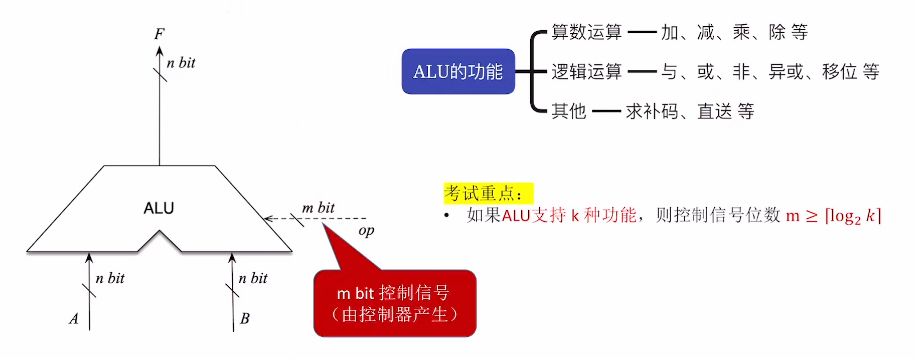 F
n bit
ALU
m bit
op
n bit
n bit
A
B
m bit 控制信号
（由控制器产生）
ALU的功能
算数运算 加、减、乘、除 等
逻辑运算 与、或、非、异或、移位 等
其他 求补码、直送 等
考试重点：
• 如果ALU支持 k 种功能，则控制信号位数 m ≥ ⌈log₂ k⌉